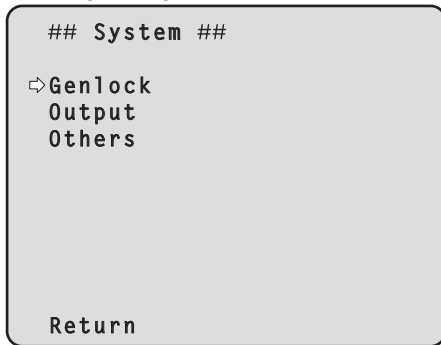 ## System ##
⇨Genlock
Output
Others
Return